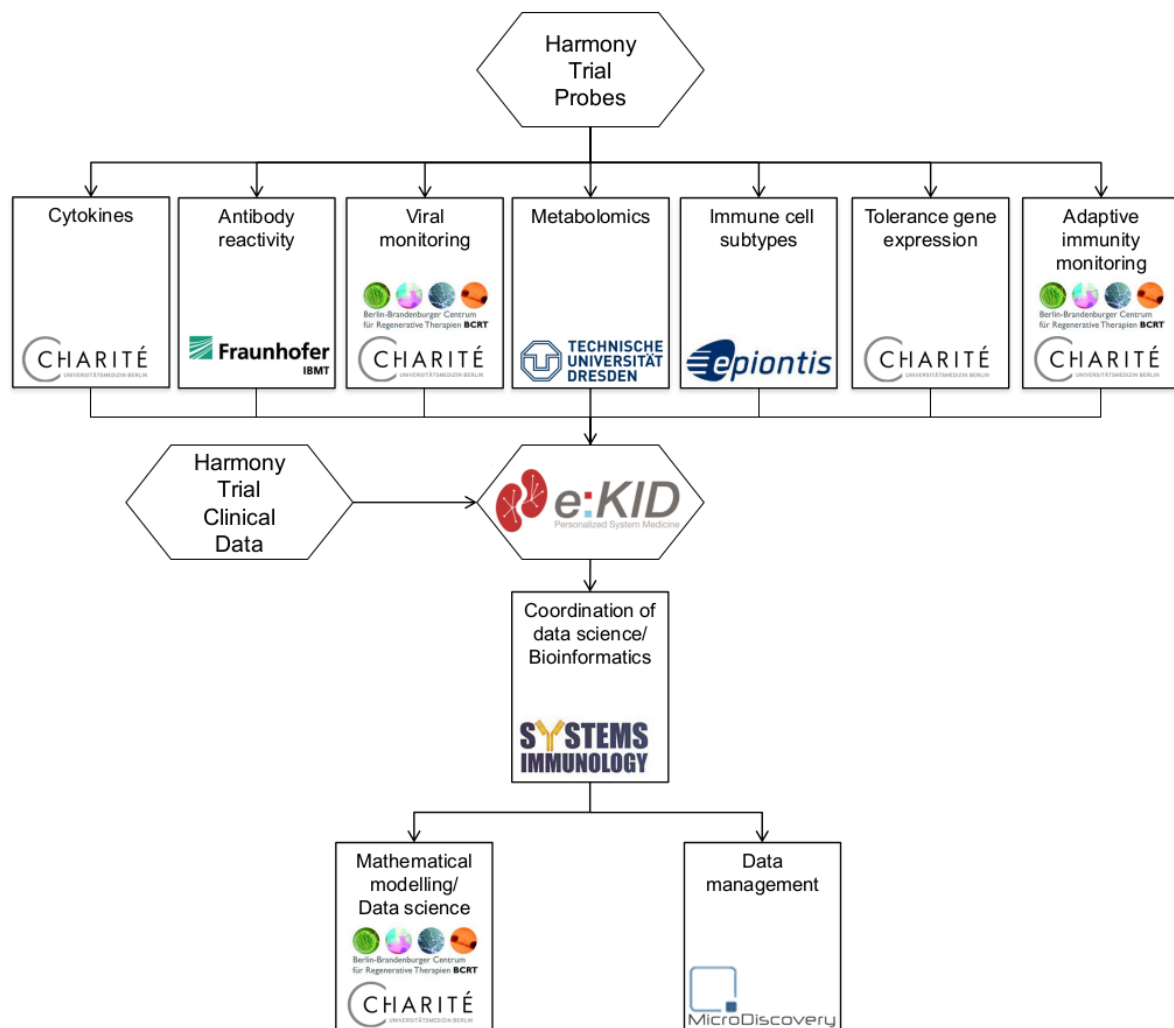 Harmony
Trial
Probes
Cytokines
CHARITÉ
UNIVERSITÄTSMEDIZIN BERLIN
Antibody
reactivity
Fraunhofer
IBMT
Viral
monitoring
Berlin-Brandenburger Centrum
für Regenerative Therapien BCRT
CHARITÉ
UNIVERSITÄTSMEDIZIN BERLIN
Metabolomics
TECHNISCHE
UNIVERSITÄT
DRESDEN
Immune cell
subtypes
epiontis
Tolerance gene
expression
CHARITÉ
UNIVERSITÄTSMEDIZIN BERLIN
Adaptive
immunity
monitoring
Berlin-Brandenburger Centrum
für Regenerative Therapien BCRT
CHARITÉ
UNIVERSITÄTSMEDIZIN BERLIN
Harmony
Trial
Clinical
Data
e:KID
Personalized System Medicine
Coordination of
data science/
Bioinformatics
SYSTEMS
IMMUNOLOGY
Mathematical
modelling/
Data science
Berlin-Brandenburger Centrum
für Regenerative Therapien BCRT
CHARITÉ
UNIVERSITÄTSMEDIZIN BERLIN
Data
management
MicroDiscovery